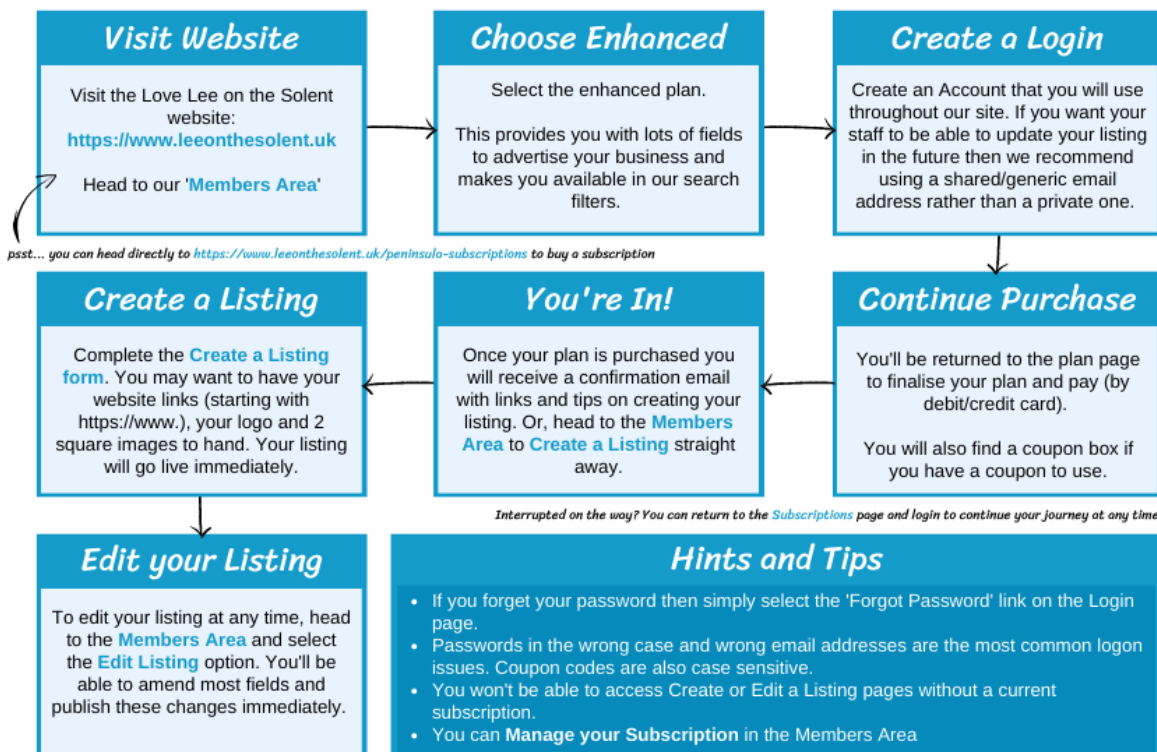 Visit Website
Visit the Love Lee on the Solent
website:
https://www.leeonthesolent.uk
Head to our 'Members Area'
Choose Enhanced
Select the enhanced plan.
This provides you with lots of fields
to advertise your business and
makes you available in our search
filters.
Create a Login
Create an Account that you will use
throughout our site. If you want your
staff to be able to update your listing
in the future then we recommend
using a shared/generic email
address rather than a private one.
psst... you can head directly to https://www.leeonthesolent.uk/peninsula-subscriptions to buy a subscription
Continue Purchase
You'll be returned to the plan page
to finalise your plan and pay (by
debit/credit card).
You will also find a coupon box if
you have a coupon to use.
You're In!
Once your plan is purchased you
will receive a confirmation email
with links and tips on creating your
listing. Or, head to the Members
Area to Create a Listing straight
away.
Create a Listing
Complete the Create a Listing
form. You may want to have your
website links (starting with
https://www.), your logo and 2
square images to hand. Your listing
will go live immediately.
Interrupted on the way? You can return to the Subscriptions page and login to continue your journey at any time
Edit your Listing
To edit your listing at any time, head
to the Members Area and select
the Edit Listing option. You'll be
able to amend most fields and
publish these changes immediately.
Hints and Tips
• If you forget your password then simply select the 'Forgot Password' link on the Login
page.
• Passwords in the wrong case and wrong email addresses are the most common logon
issues. Coupon codes are also case sensitive.
• You won't be able to access Create or Edit a Listing pages without a current
subscription.
• You can Manage your Subscription in the Members Area